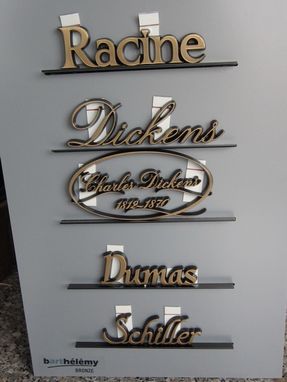 Racine
Dickens
Charles Dickens
1812-1870
Dumas
Schiller
barthélémy
BRONZE